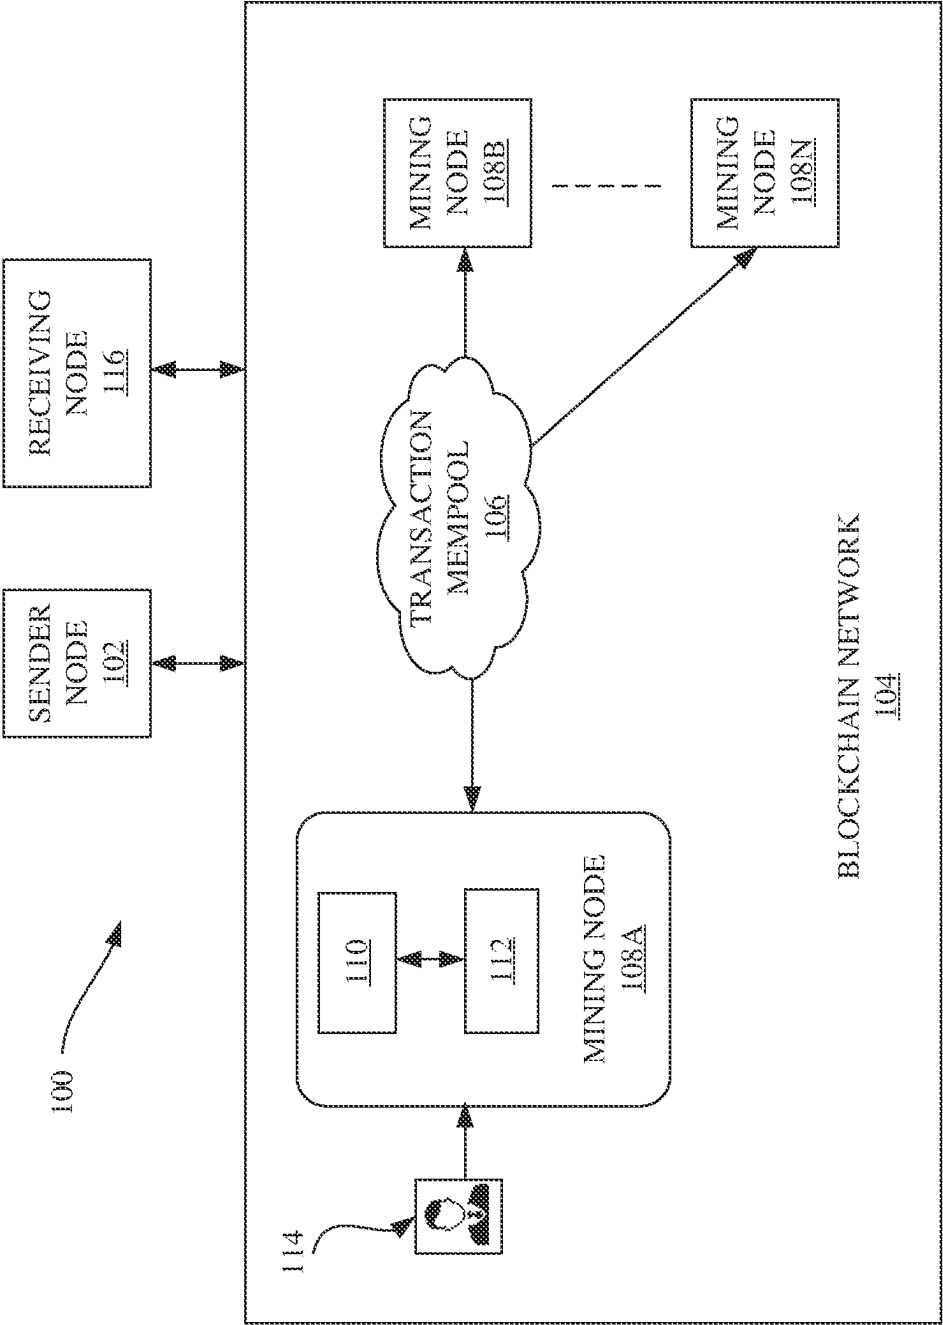 100
SENDER
NODE
102
RECEIVING
NODE
116
114
110
112
MINING NODE
108A
TRANSACTION
MEMPOOL
106
MINING
NODE
108B
MINING
NODE
108N
BLOCKCHAIN NETWORK
104